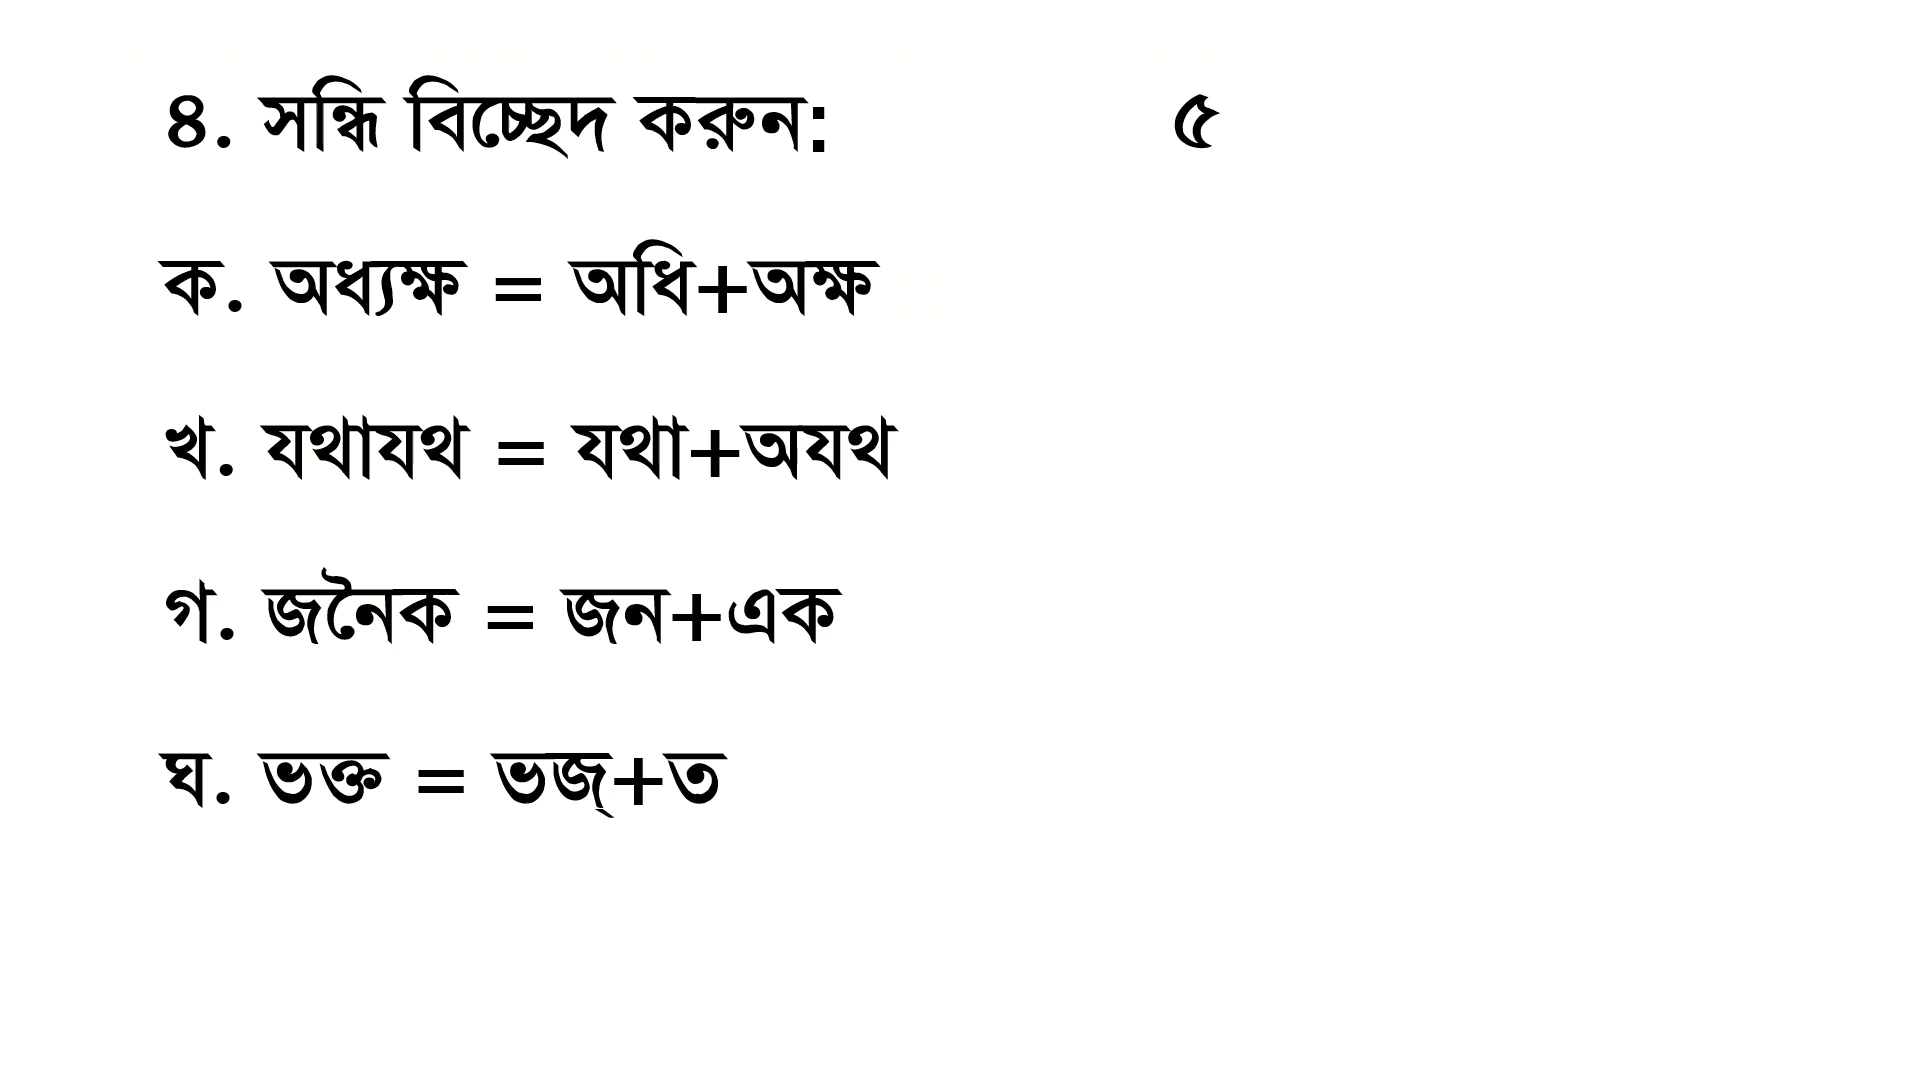 ৪. সন্ধি বিচ্ছেদ করুন: ৫
ক. অধ্যক্ষ = অধি+অক্ষ
খ. যথাযথ = যথা+অযথ
গ. জনৈক = জন+এক
ঘ. ভক্ত = ভজ্+ত